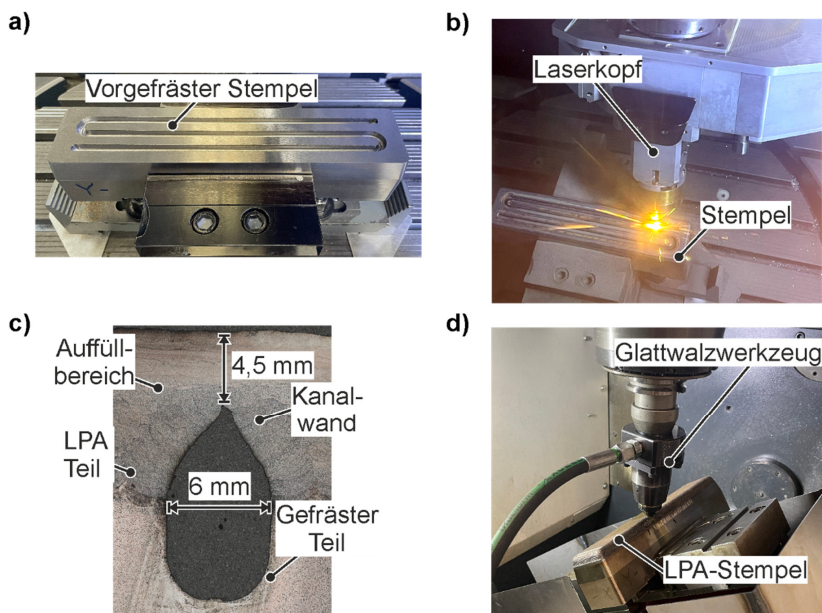 a)
Vorgefräster Stempel
b)
Laserkopf
Stempel
c)
Auffüll-
bereich
4,5 mm
Kanal-
wand
LPA
Teil
6 mm
Gefräster
Teil
d)
Glattwalzwerkzeug
LPA-Stempel